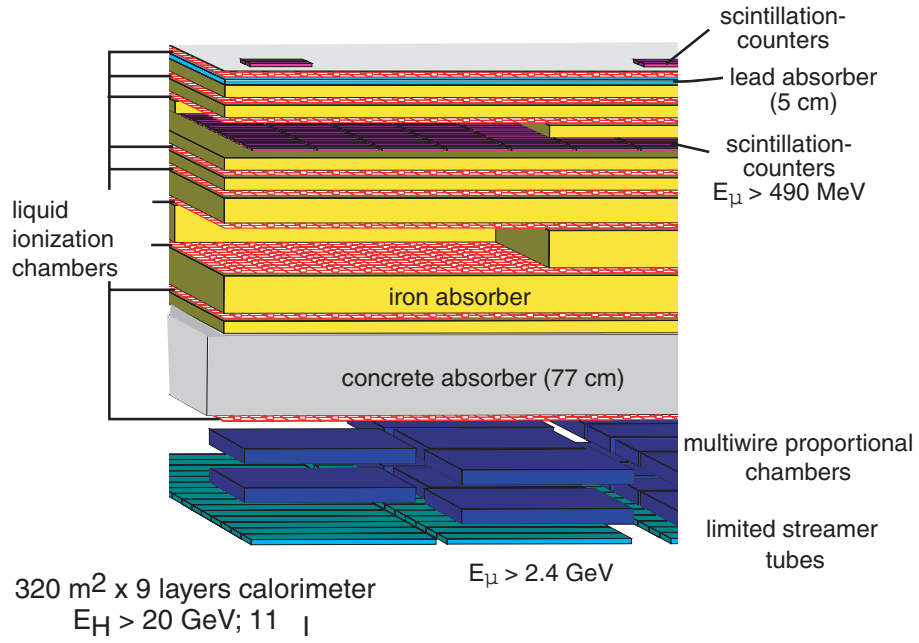 scintillation-
counters
lead absorber
(5 cm)
scintillation-
counters
Eμ > 490 MeV
liquid
ionization
chambers
iron absorber
concrete absorber (77 cm)
multiwire proportional
chambers
limited streamer
tubes
Eμ > 2.4 GeV
320 m² x 9 layers calorimeter
EH > 20 GeV; 11 I